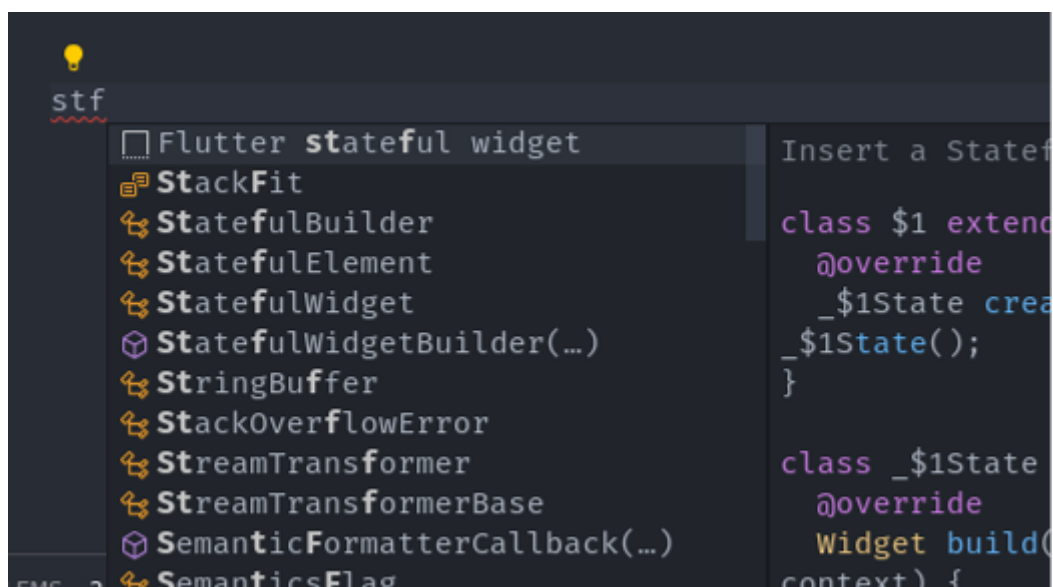 stf
Flutter stateful widget
StackFit
StatefulBuilder
StatefulElement
StatefulWidget
StatefulWidgetBuilder(…)
StringBuffer
StackOverflowError
StreamTransformer
StreamTransformerBase
SemanticFormatterCallback(…)
SemanticsFlag
Insert a Statef
class $1 extend
@override
_$1State crea
_$1State();
}
class _$1State
@override
Widget build(
context) {